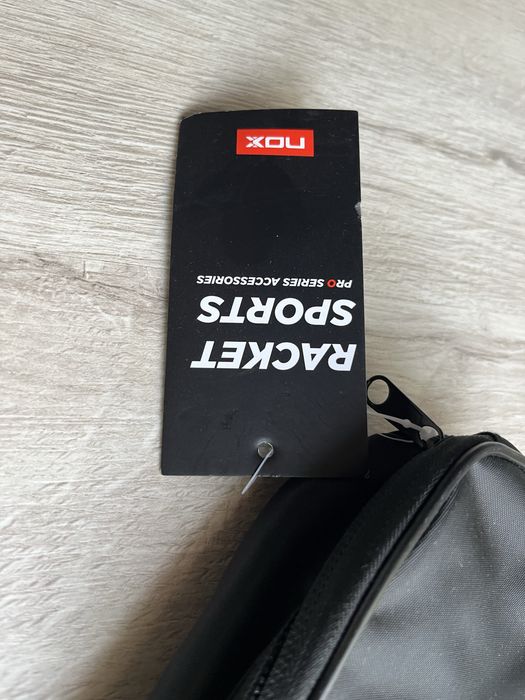 RACKET
SPORTS
PRO SERIES ACCESSORIES
nox